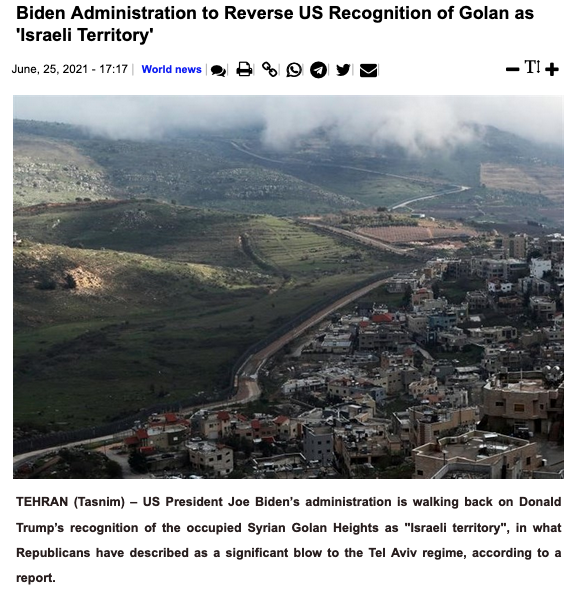 Biden Administration to Reverse US Recognition of Golan as
'Israeli Territory'
June, 25, 2021 - 17:17 World news
TEHRAN (Tasnim) – US President Joe Biden’s administration is walking back on Donald
Trump’s recognition of the occupied Syrian Golan Heights as "Israeli territory", in what
Republicans have described as a significant blow to the Tel Aviv regime, according to a
report.